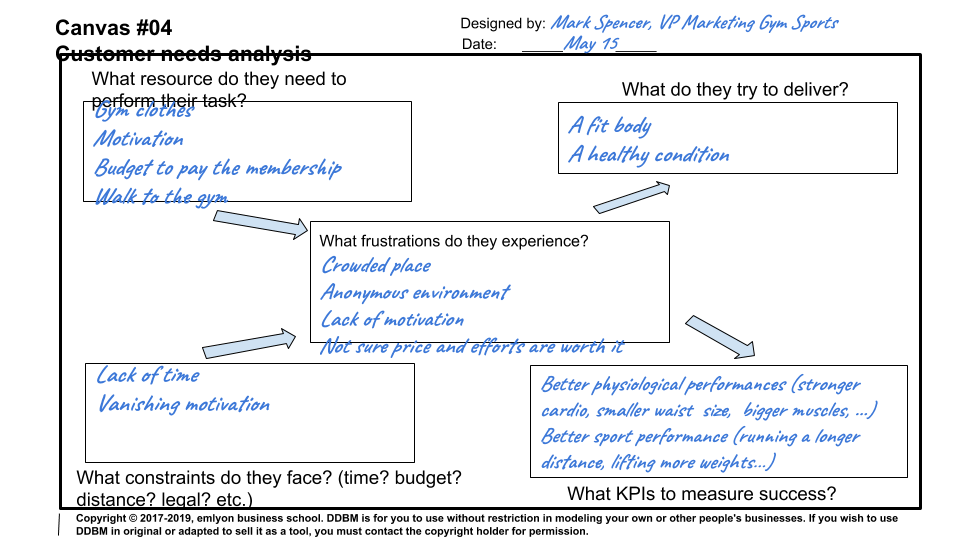 Canvas #04
Customer needs analysis
Designed by: Mark Spencer, VP Marketing Gym Sports
Date: _____May 15_____
What resource do they need to
perform their task?
Gym clothes
Motivation
Budget to pay the membership
Walk to the gym
What do they try to deliver?
A fit body
A healthy condition
What frustrations do they experience?
Crowded place
Anonymous environment
Lack of motivation
Not sure price and efforts are worth it
Lack of time
Vanishing motivation
What constraints do they face? (time? budget?
distance? legal? etc.)
Better physiological performances (stronger
cardio, smaller waist size, bigger muscles, ...)
Better sport performance (running a longer
distance, lifting more weights...)
What KPIs to measure success?
Copyright © 2017-2019, emlyon business school. DDBM is for you to use without restriction in modeling your own or other people's businesses. If you wish to use
DDBM in original or adapted to sell it as a tool, you must contact the copyright holder for permission.